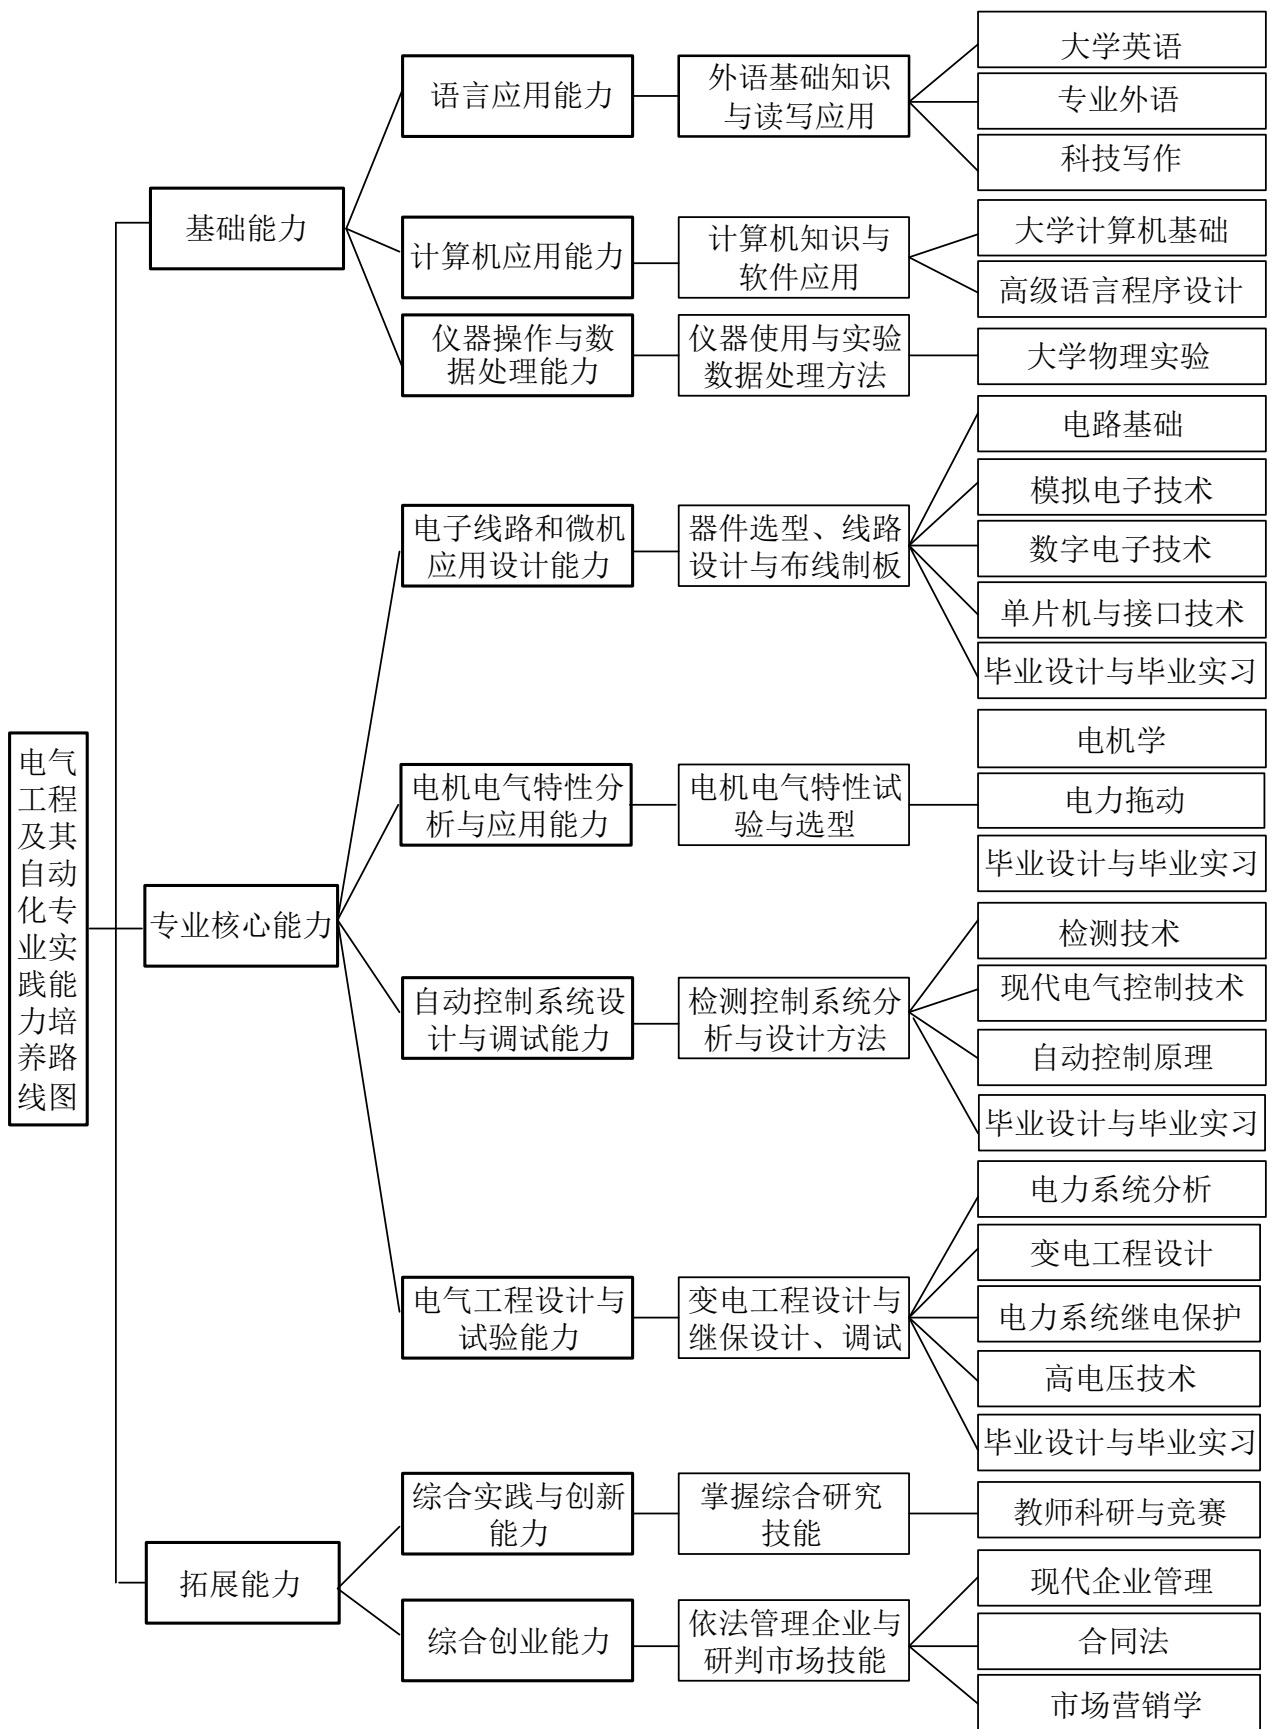 大学英语
语言应用能力
外语基础知识
与读写应用
专业外语
科技写作
基础能力
计算机应用能力
计算机知识与
软件应用
大学计算机基础
高级语言程序设计
仪器操作与数
据处理能力
仪器使用与实验
数据处理方法
大学物理实验
电路基础
模拟电子技术
电子线路和微机
应用设计能力
器件选型、线路
设计与布线制板
数字电子技术
单片机与接口技术
毕业设计与毕业实习
电气
工程
及其
自动
化专
业实
践能
力培
养路
线图
电机学
电机电气特性分
析与应用能力
电机电气特性试
验与选型
电力拖动
毕业设计与毕业实习
专业核心能力
检测技术
自动控制系统设
计与调试能力
检测控制系统分
析与设计方法
现代电气控制技术
自动控制原理
毕业设计与毕业实习
电力系统分析
变电工程设计
电气工程设计与
试验能力
变电工程设计与
继保设计、调试
电力系统继电保护
高电压技术
毕业设计与毕业实习
综合实践与创新
能力
掌握综合研究
技能
教师科研与竞赛
拓展能力
现代企业管理
综合创业能力
依法管理企业与
研判市场技能
合同法
市场营销学